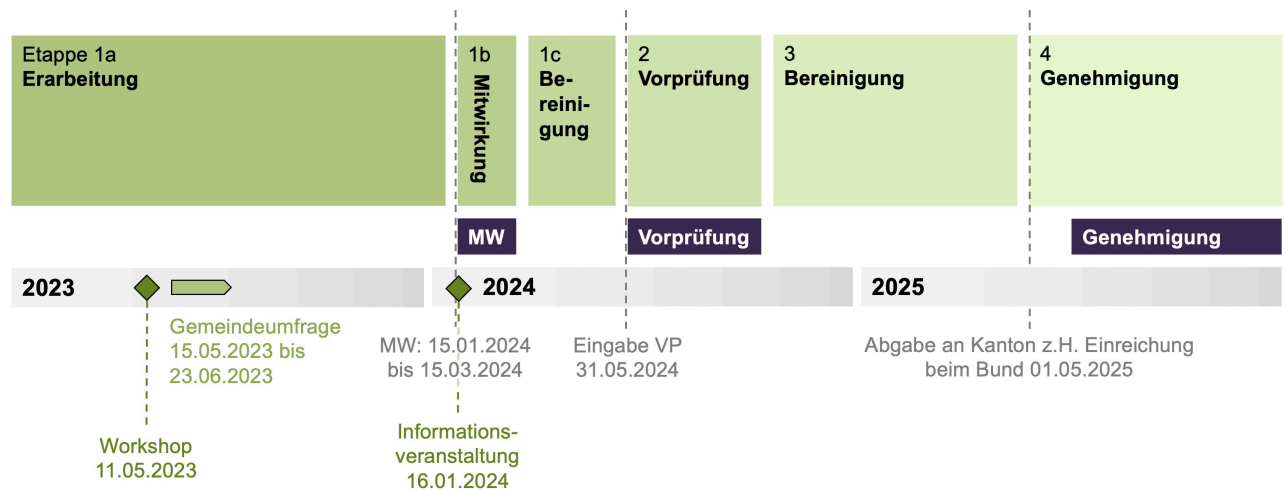 Etappe 1a
Erarbeitung
1b
Mitwirkung
1c
Be-
reini-
gung
2
Vorprüfung
3
Bereinigung
4
Genehmigung
MW
Vorprüfung
Genehmigung
2023
2024
2025
Gemeindeumfrage
15.05.2023 bis
23.06.2023
MW: 15.01.2024
bis 15.03.2024
Eingabe VP
31.05.2024
Abgabe an Kanton z.H. Einreichung
beim Bund 01.05.2025
Workshop
11.05.2023
Informations-
veranstaltung
16.01.2024